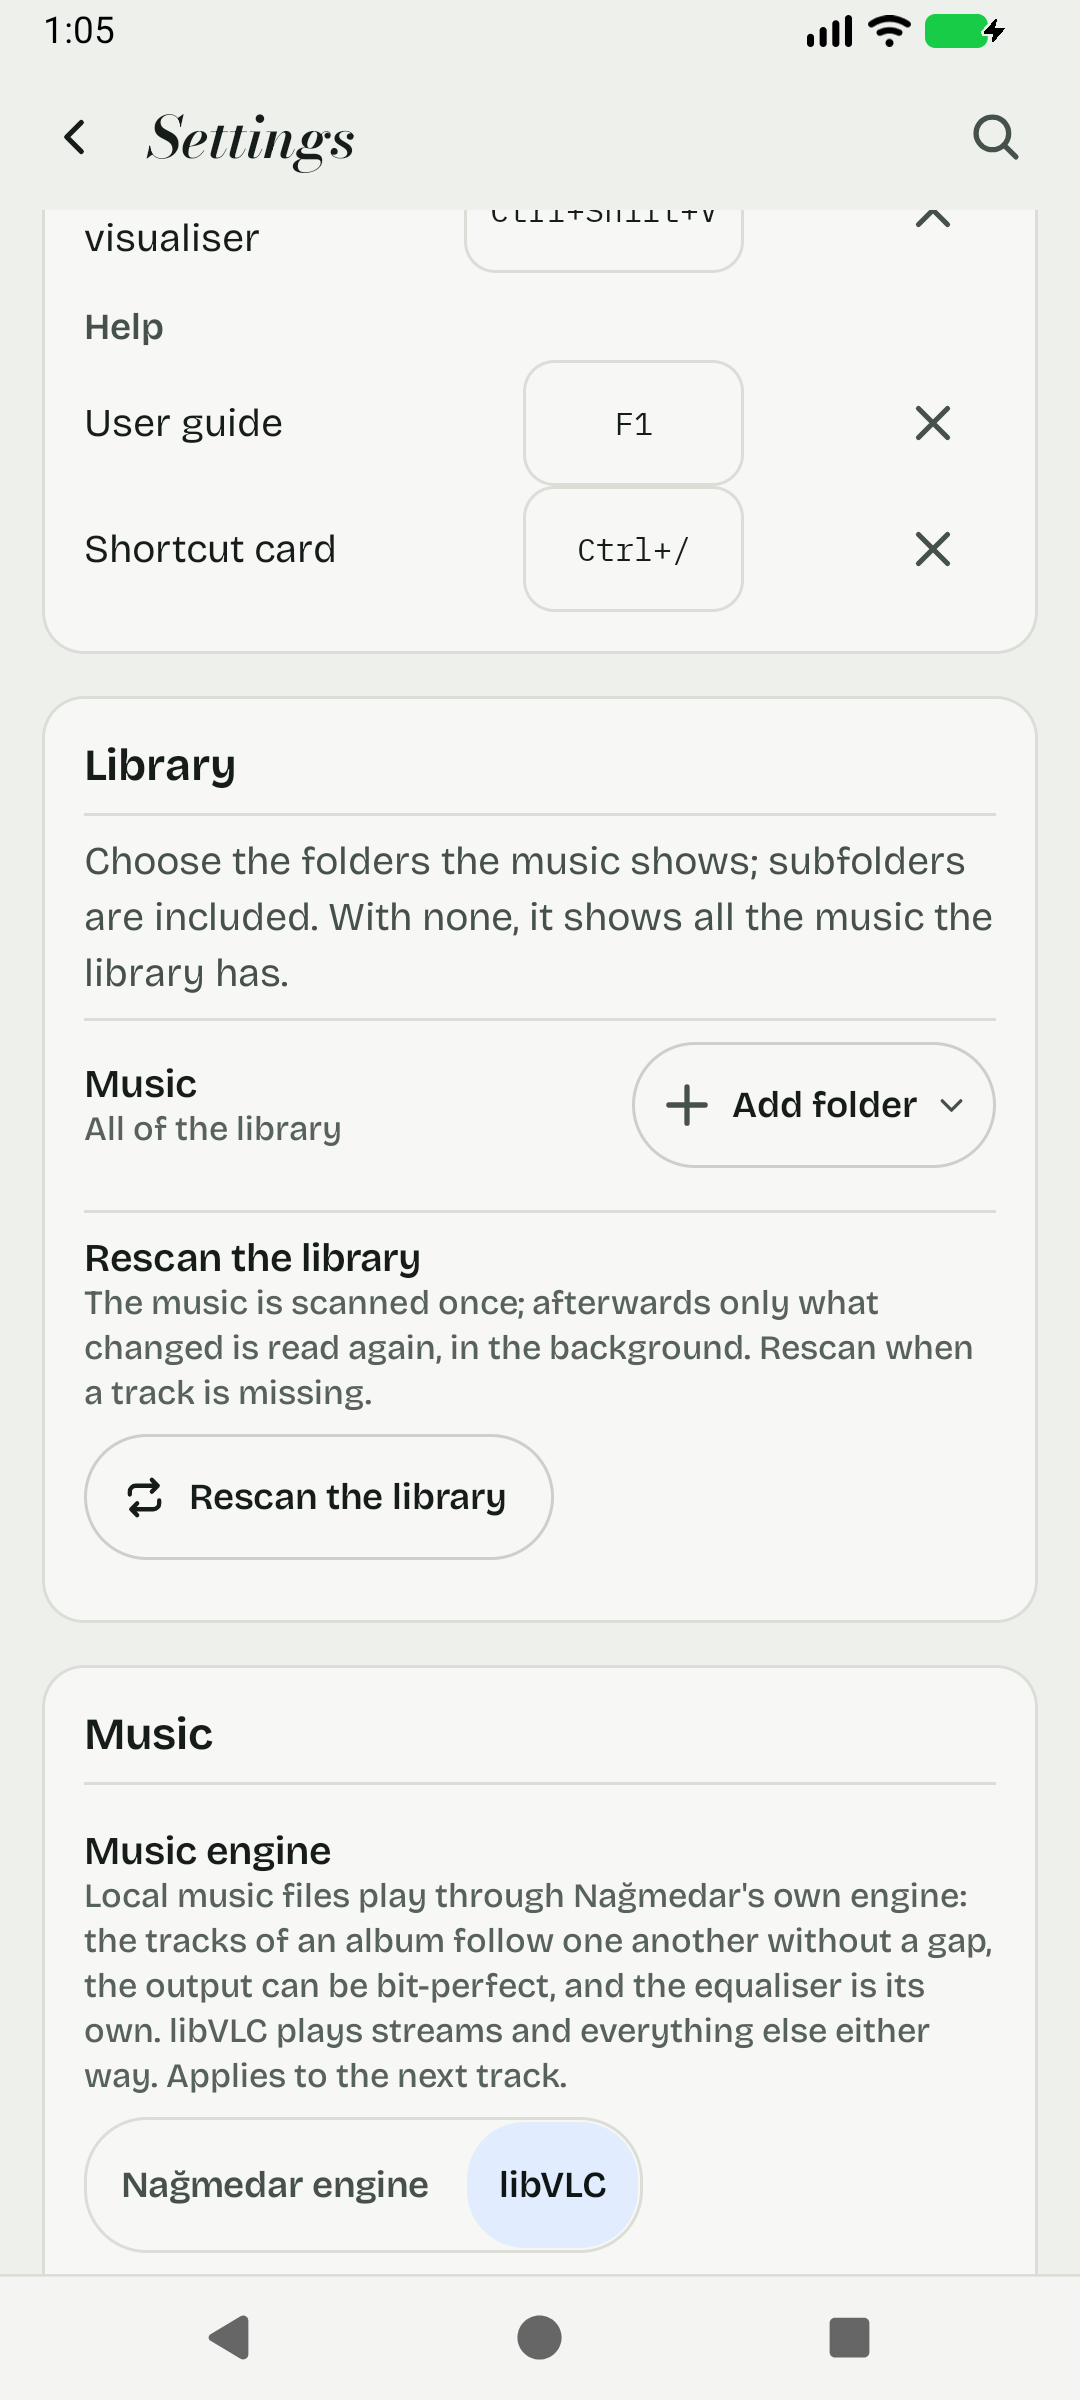 1:05
Settings
Ctrl+Shift+V
visualiser
Help
User guide
F1
Shortcut card
Ctrl+/
Library
Choose the folders the music shows; subfolders
are included. With none, it shows all the music the
library has.
Music
All of the library
Add folder
Rescan the library
The music is scanned once; afterwards only what
changed is read again, in the background. Rescan when
a track is missing.
Rescan the library
Music
Music engine
Local music files play through Nağmedar's own engine:
the tracks of an album follow one another without a gap,
the output can be bit-perfect, and the equaliser is its
own. libVLC plays streams and everything else either
way. Applies to the next track.
Nağmedar engine
libVLC